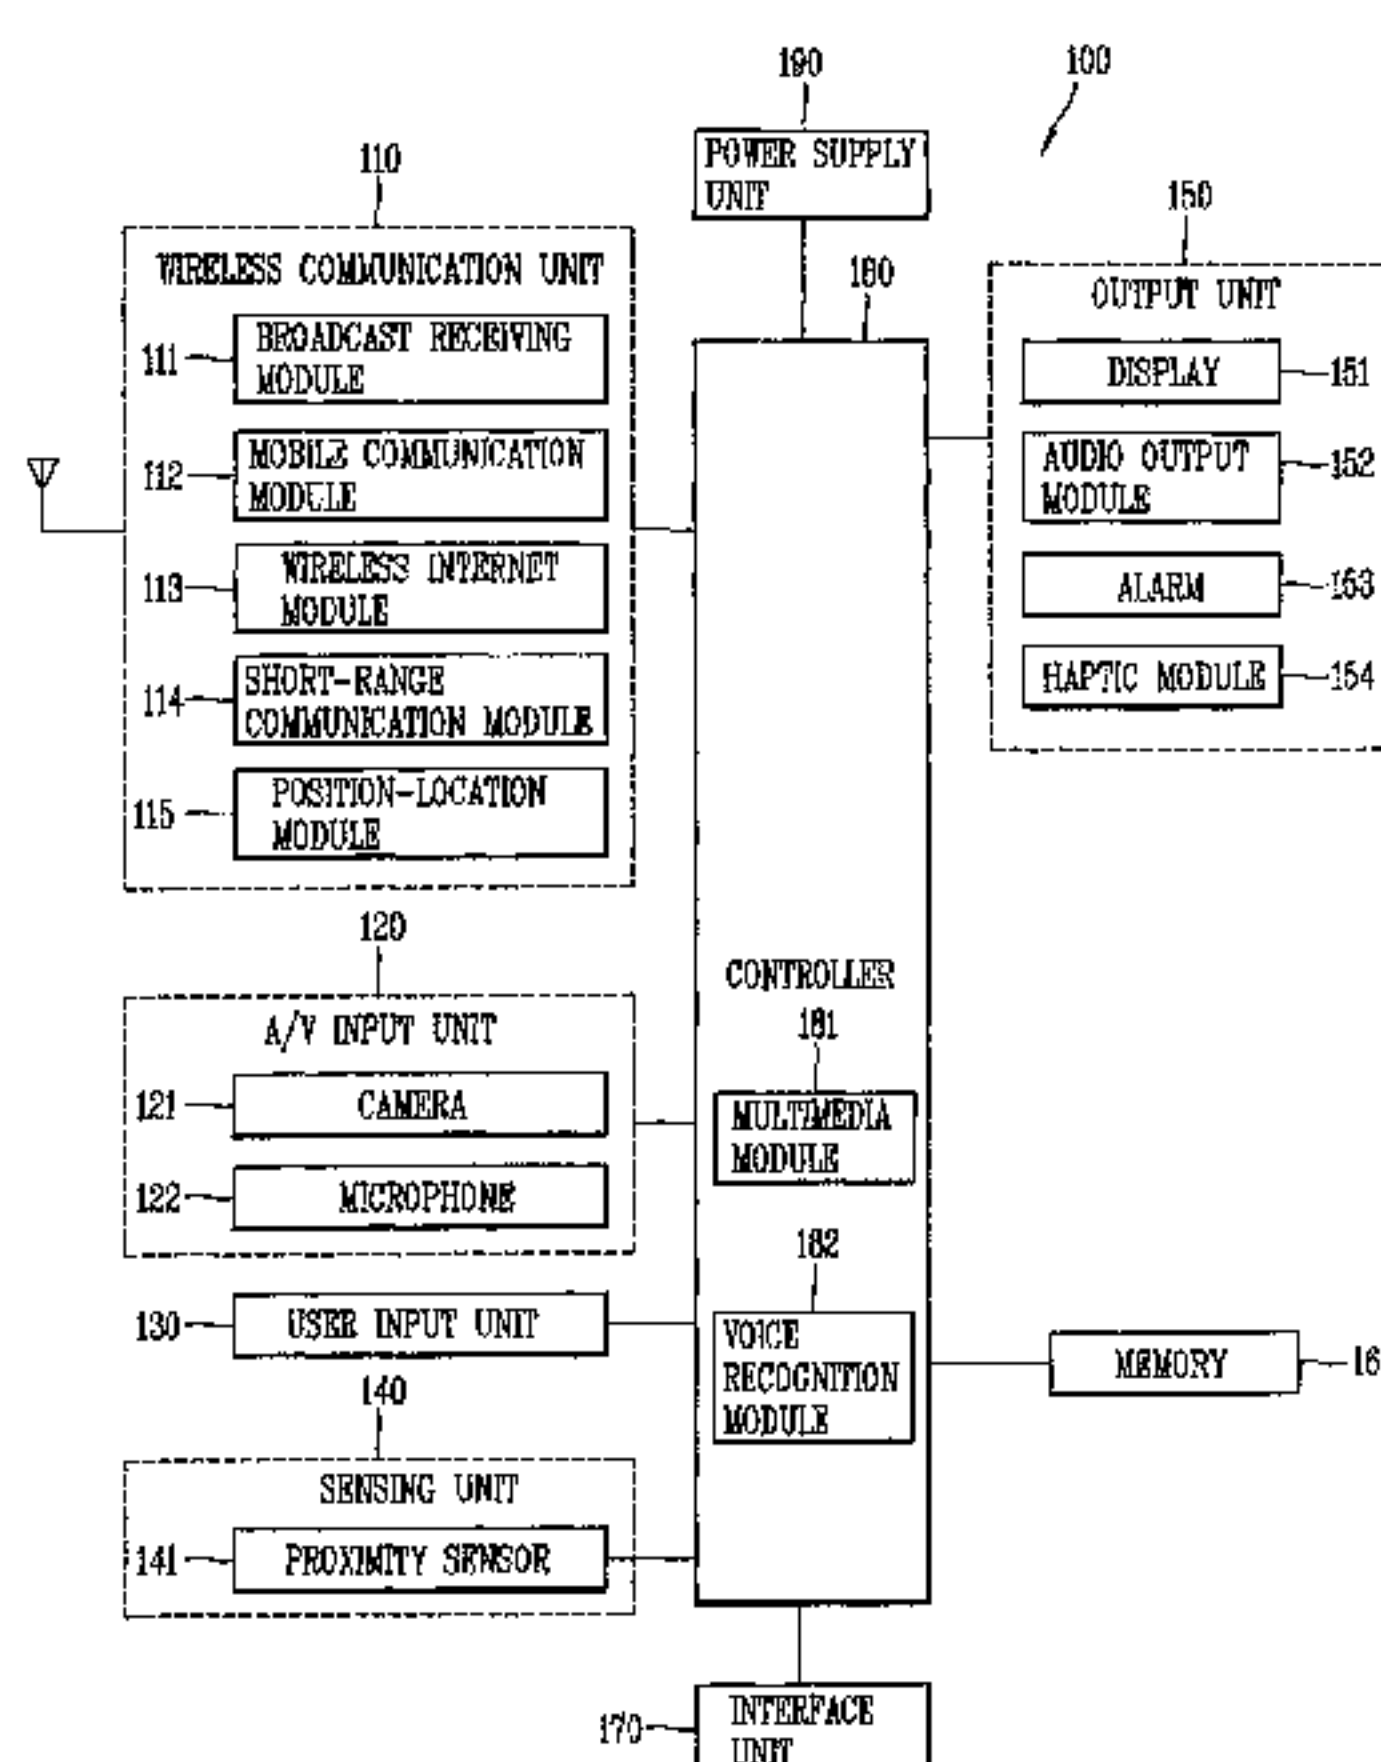 190
100
POWER SUPPLY
UNIT
110
150
WIRELESS COMMUNICATION UNIT
180
OUTPUT UNIT
111
BROADCAST RECEIVING
MODULE
DISPLAY
151
112
MOBILE COMMUNICATION
MODULE
AUDIO OUTPUT
MODULE
152
113
WIRELESS INTERNET
MODULE
ALARM
153
114
SHORT-RANGE
COMMUNICATION MODULE
HAPTIC MODULE
154
115
POSITION-LOCATION
MODULE
120
CONTROLLER
A/V INPUT UNIT
181
121
CAMERA
MULTIMEDIA
MODULE
122
MICROPHONE
182
130
USER INPUT UNIT
VOICE
RECOGNITION
MODULE
MEMORY
16
140
SENSING UNIT
141
PROXIMITY SENSOR
170
INTERFACE
UNIT